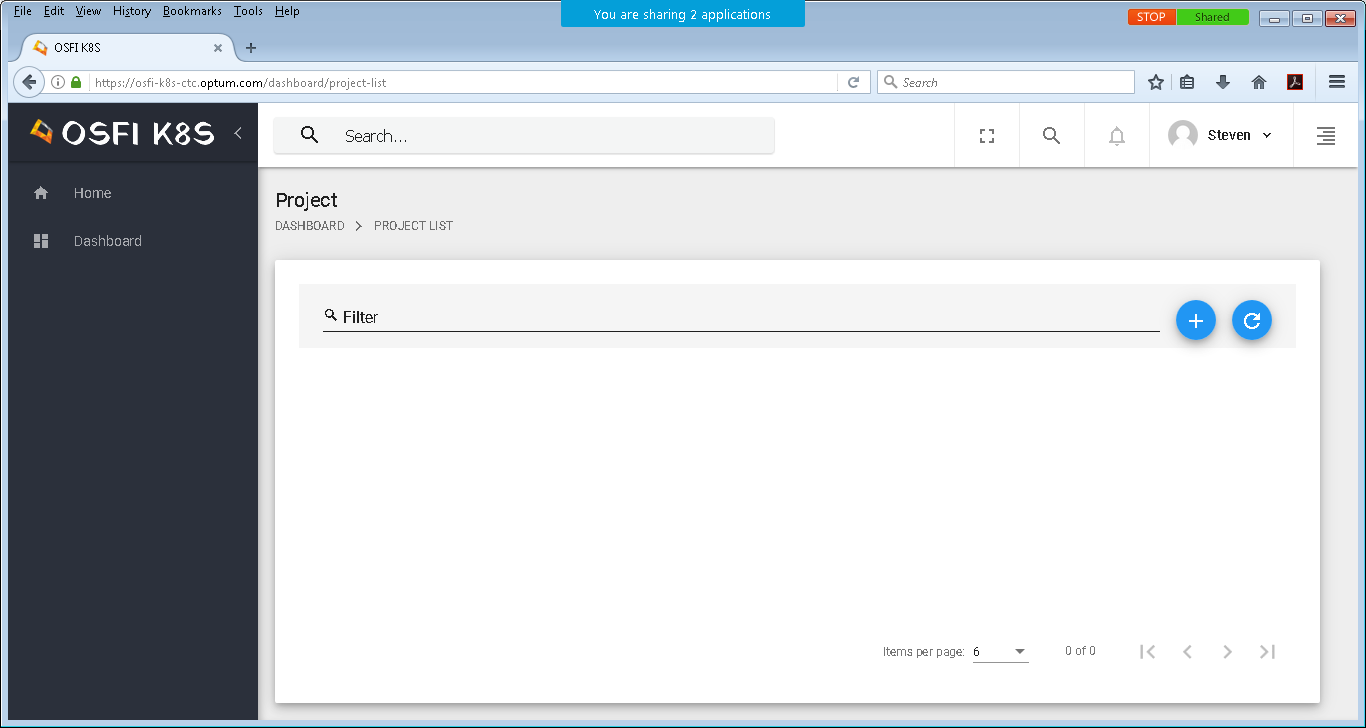 You are sharing 2 applications
File Edit View History Bookmarks Tools Help
STOP Shared
OSFI K8S
https://osfi-k8s-ctc.optum.com/dashboard/project-list
Search
OSFI K8S
Search...
Steven
Home
Dashboard
Project
DASHBOARD > PROJECT LIST
Filter
Items per page: 6
0 of 0